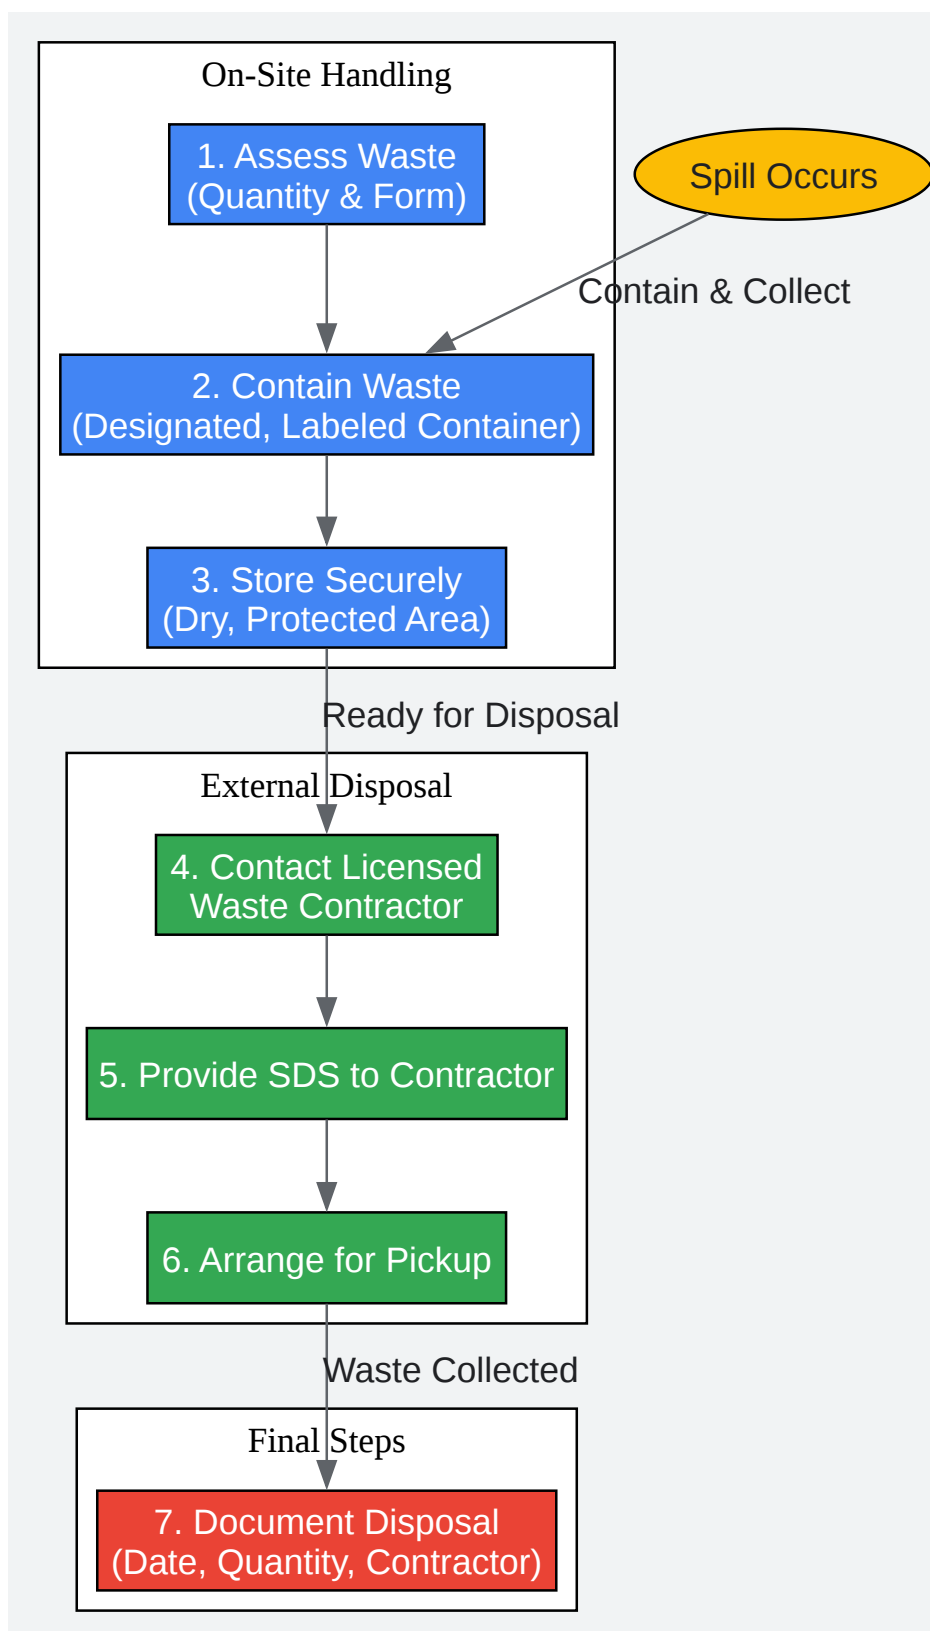 On-Site Handling
1. Assess Waste
(Quantity & Form)
Spill Occurs
Contain & Collect
2. Contain Waste
(Designated, Labeled Container)
3. Store Securely
(Dry, Protected Area)
Ready for Disposal
External Disposal
4. Contact Licensed
Waste Contractor
5. Provide SDS to Contractor
6. Arrange for Pickup
Waste Collected
Final Steps
7. Document Disposal
(Date, Quantity, Contractor)